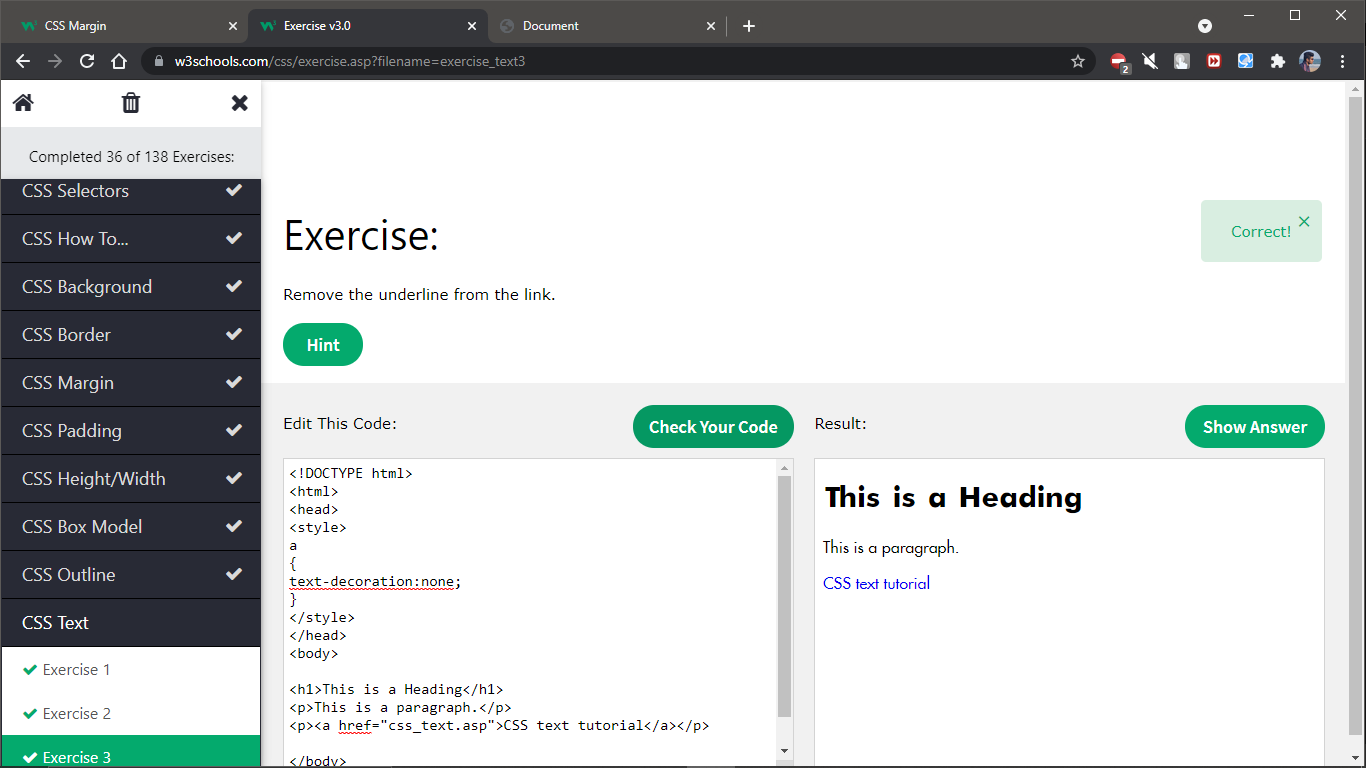 CSS Margin
Exercise v3.0
Document
w3schools.com/css/exercise.asp?filename=exercise_text3
2
Completed 36 of 138 Exercises:
CSS Selectors
CSS How To...
CSS Background
CSS Border
CSS Margin
CSS Padding
CSS Height/Width
CSS Box Model
CSS Outline
CSS Text
Exercise 1
Exercise 2
Exercise 3
Exercise:
Correct!
Remove the underline from the link.
Hint
Edit This Code:
Check Your Code
<!DOCTYPE html>
<html>
<head>
<style>
a
{
text-decoration:none;
}
</style>
</head>
<body>
<h1>This is a Heading</h1>
<p>This is a paragraph.</p>
<p><a href="css_text.asp">CSS text tutorial</a></p>
</body>
Result:
Show Answer
This is a Heading
This is a paragraph.
CSS text tutorial